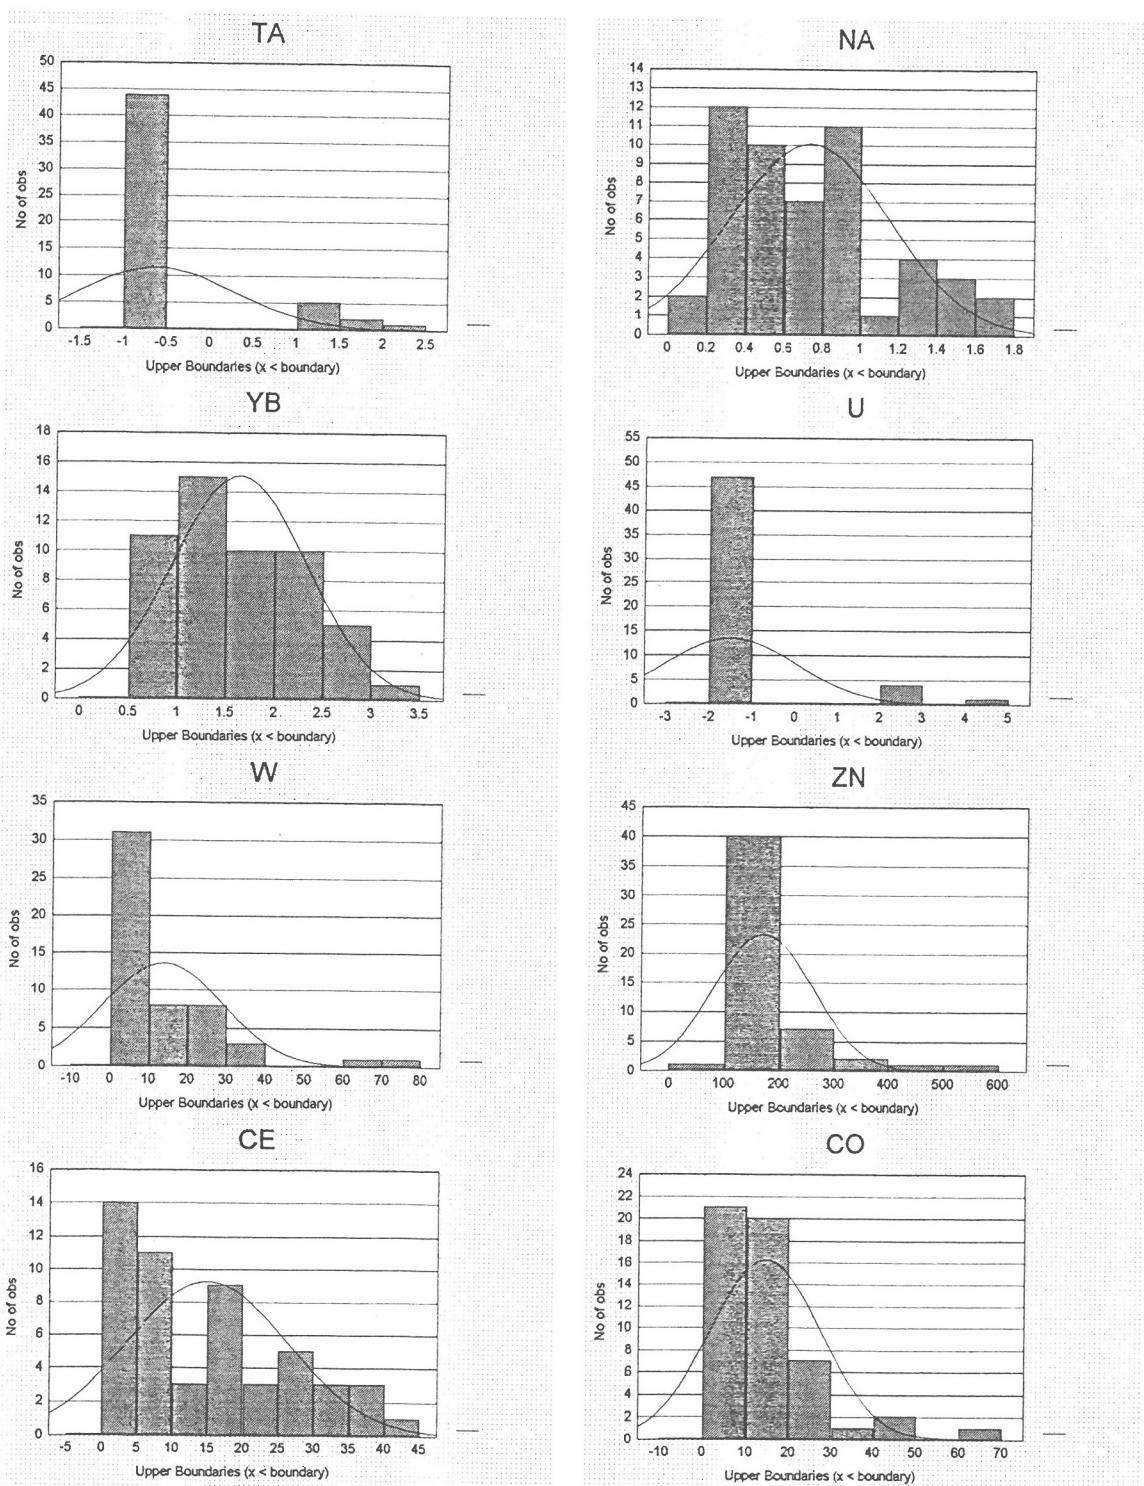 TA
50
45
40
35
30
25
20
15
10
5
0
No of obs
-1.5 -1 -0.5 0 0.5 1 1.5 2 2.5
Upper Boundaries (x < boundary)
NA
14
13
12
11
10
9
8
7
6
5
4
3
2
1
0
No of obs
0 0.2 0.4 0.6 0.8 1 1.2 1.4 1.6 1.8
Upper Boundaries (x < boundary)
YB
18
16
14
12
10
8
6
4
2
0
No of obs
0 0.5 1 1.5 2 2.5 3 3.5
Upper Boundaries (x < boundary)
U
55
50
45
40
35
30
25
20
15
10
5
0
No of obs
-3 -2 -1 0 1 2 3 4 5
Upper Boundaries (x < boundary)
W
35
30
25
20
15
10
5
0
No of obs
-10 0 10 20 30 40 50 60 70 80
Upper Boundaries (x < boundary)
ZN
45
40
35
30
25
20
15
10
5
0
No of obs
0 100 200 300 400 500 600
Upper Boundaries (x < boundary)
CE
16
14
12
10
8
6
4
2
0
No of obs
-5 0 5 10 15 20 25 30 35 40 45
Upper Boundaries (x < boundary)
CO
24
22
20
18
16
14
12
10
8
6
4
2
0
No of obs
-10 0 10 20 30 40 50 60 70
Upper Boundaries (x < boundary)